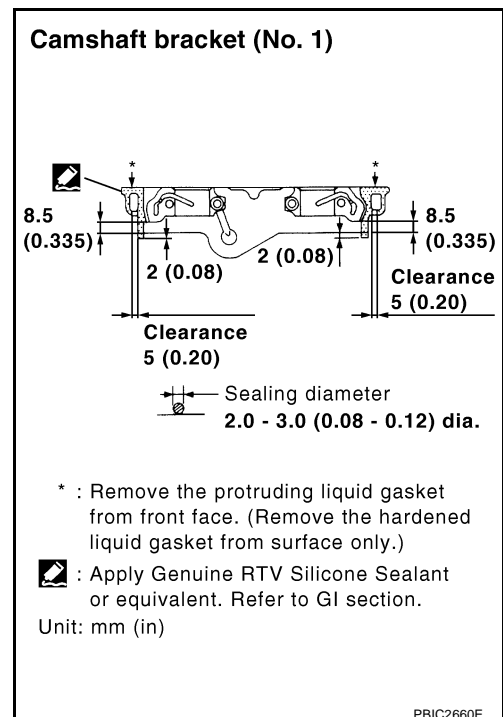 Camshaft bracket (No. 1)
*
*
8.5
(0.335)
8.5
(0.335)
2 (0.08)
2 (0.08)
Clearance
5 (0.20)
Clearance
5 (0.20)
Sealing diameter
2.0 - 3.0 (0.08 - 0.12) dia.
* : Remove the protruding liquid gasket
from front face. (Remove the hardened
liquid gasket from surface only.)
: Apply Genuine RTV Silicone Sealant
or equivalent. Refer to GI section.
Unit: mm (in)
PBIC2660E